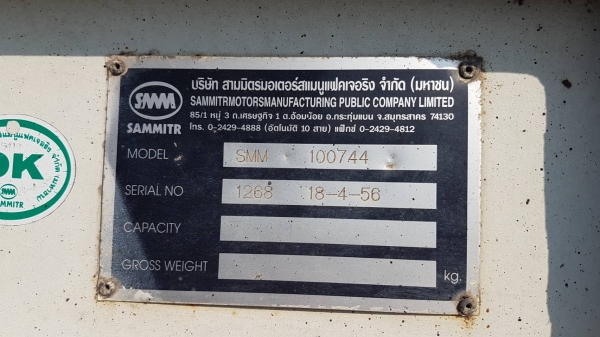 บริษัท สามมิตรมอเตอร์สแมนูแฟคเจอริง จำกัด (มหาชน)
SAMMITRMOTORSMANUFACTURING PUBLIC COMPANY LIMITED
85/1 หมู่ 3 ถ.เศรษฐกิจ 1 ต.อ้อมน้อย อ.กระทุ่มแบน จ.สมุทรสาคร 74130
โทร. 0-2429-4888 (อัตโนมัติ 10 สาย) แฟ็กซ์ 0-2429-4812
SMM
SAMMITR
MODEL SMM 100744
SERIAL NO 1268 18-4-56
CAPACITY
GROSS WEIGHT kg.
OK
SMM
SAMMITR